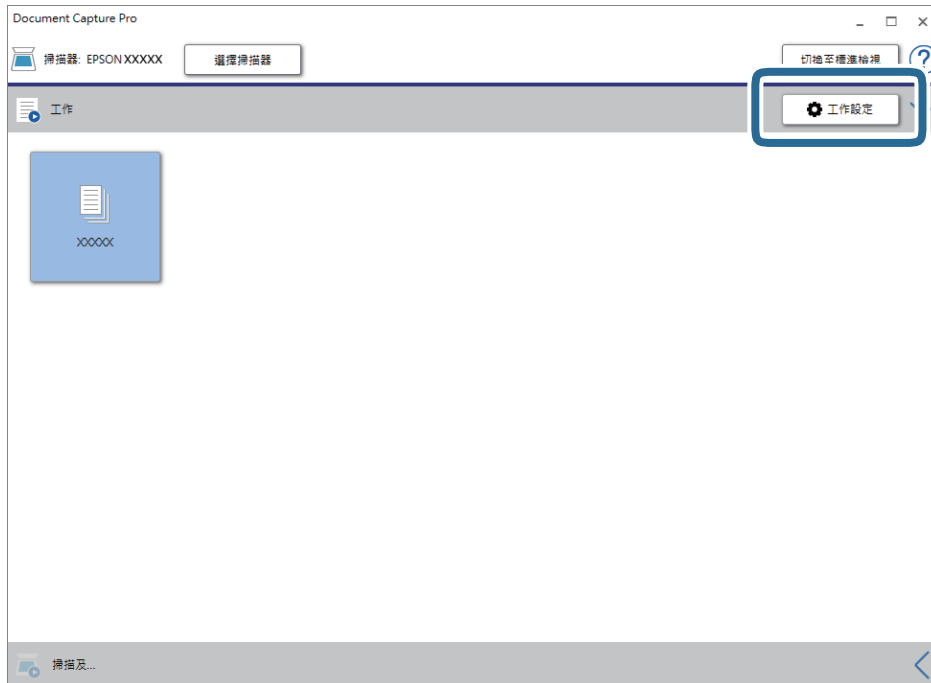 Document Capture Pro
掃描器: EPSON XXXXX
選擇掃描器
切換至標準檢視
?
工作
工作設定
XXXXX
掃描及...